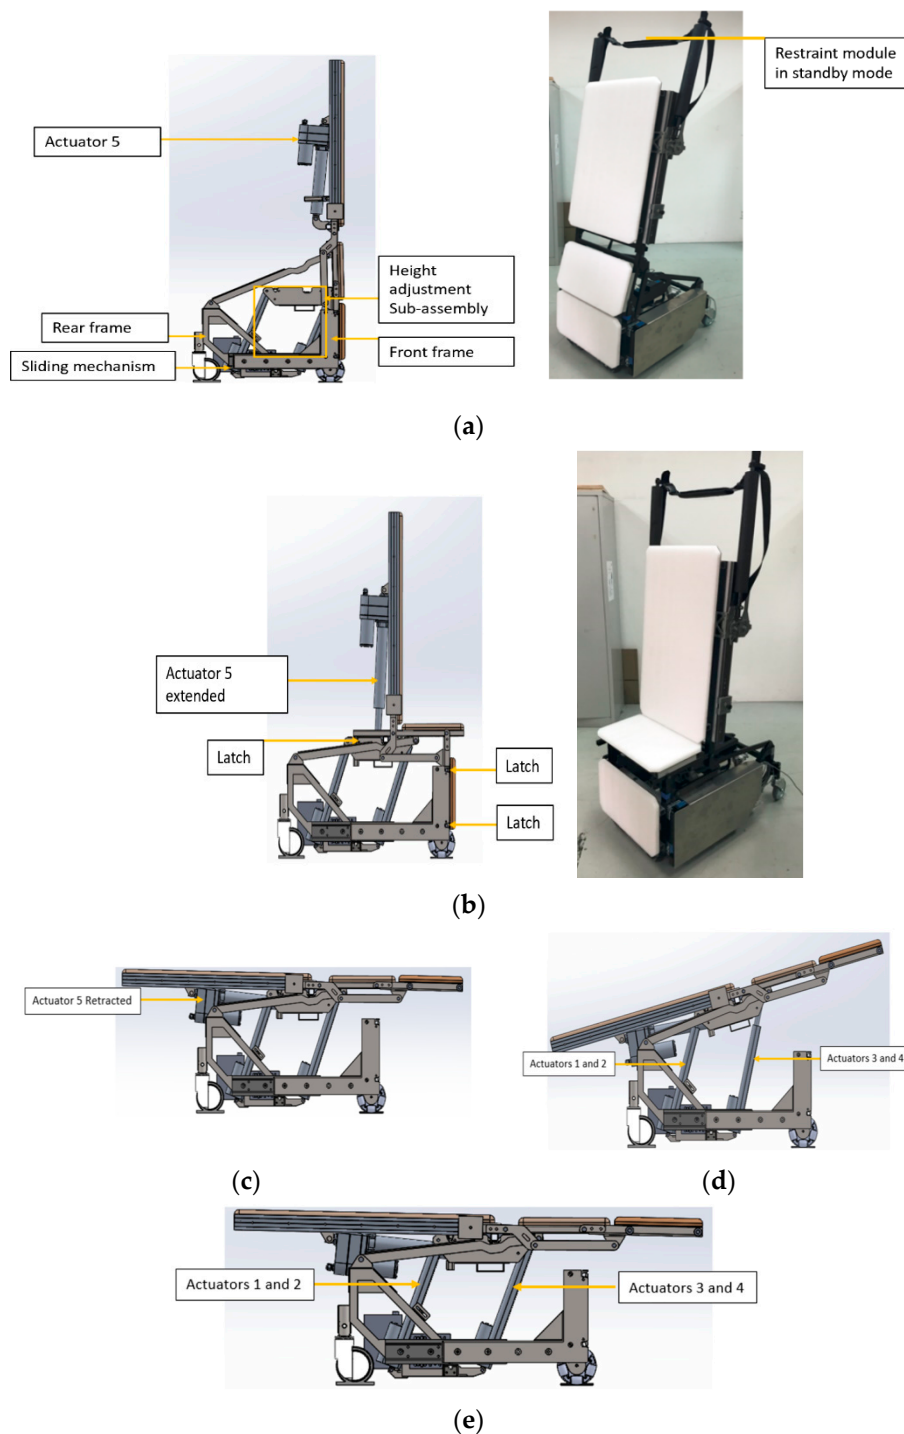 Restraint module
in standby mode
Actuator 5
Height
adjustment
Sub-assembly
Rear frame
Front frame
Sliding mechanism
(a)
Actuator 5
extended
Latch
Latch
Latch
(b)
Actuator 5 Retracted
Actuators 1 and 2
Actuators 3 and 4
(c)
(d)
Actuators 1 and 2
Actuators 3 and 4
(e)